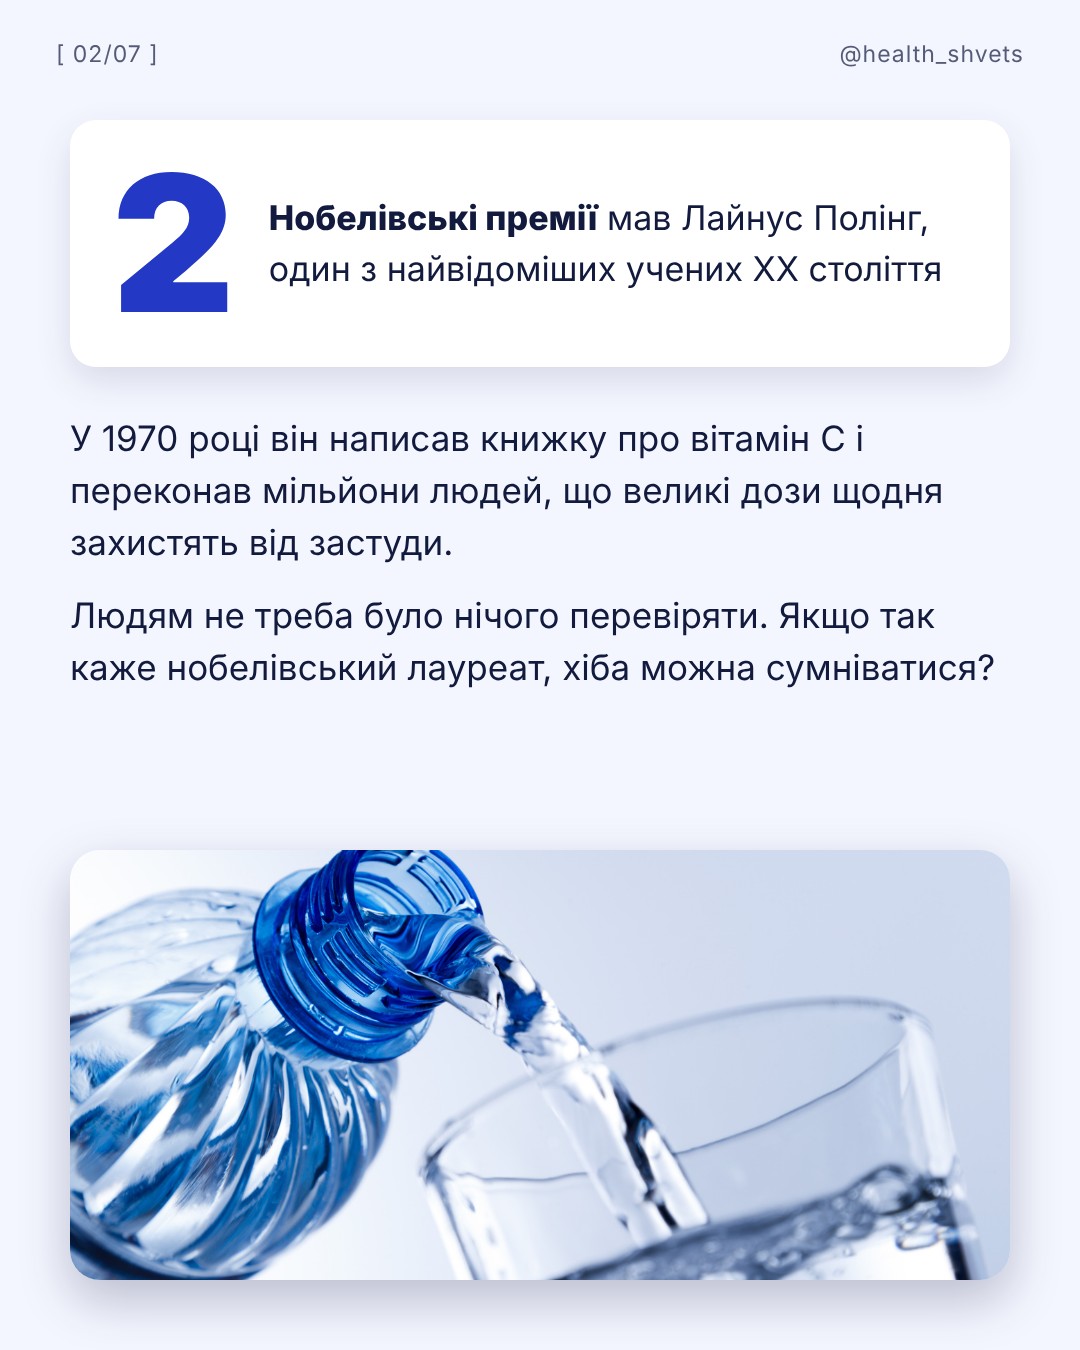 [ 02/07 ]
@health_shvets
2
Нобелівські премії мав Лайнус Полінг,
один з найвідоміших учених XX століття
У 1970 році він написав книжку про вітамін С і
переконав мільйони людей, що великі дози щодня
захистять від застуди.
Людям не треба було нічого перевіряти. Якщо так
каже нобелівський лауреат, хіба можна сумніватися?